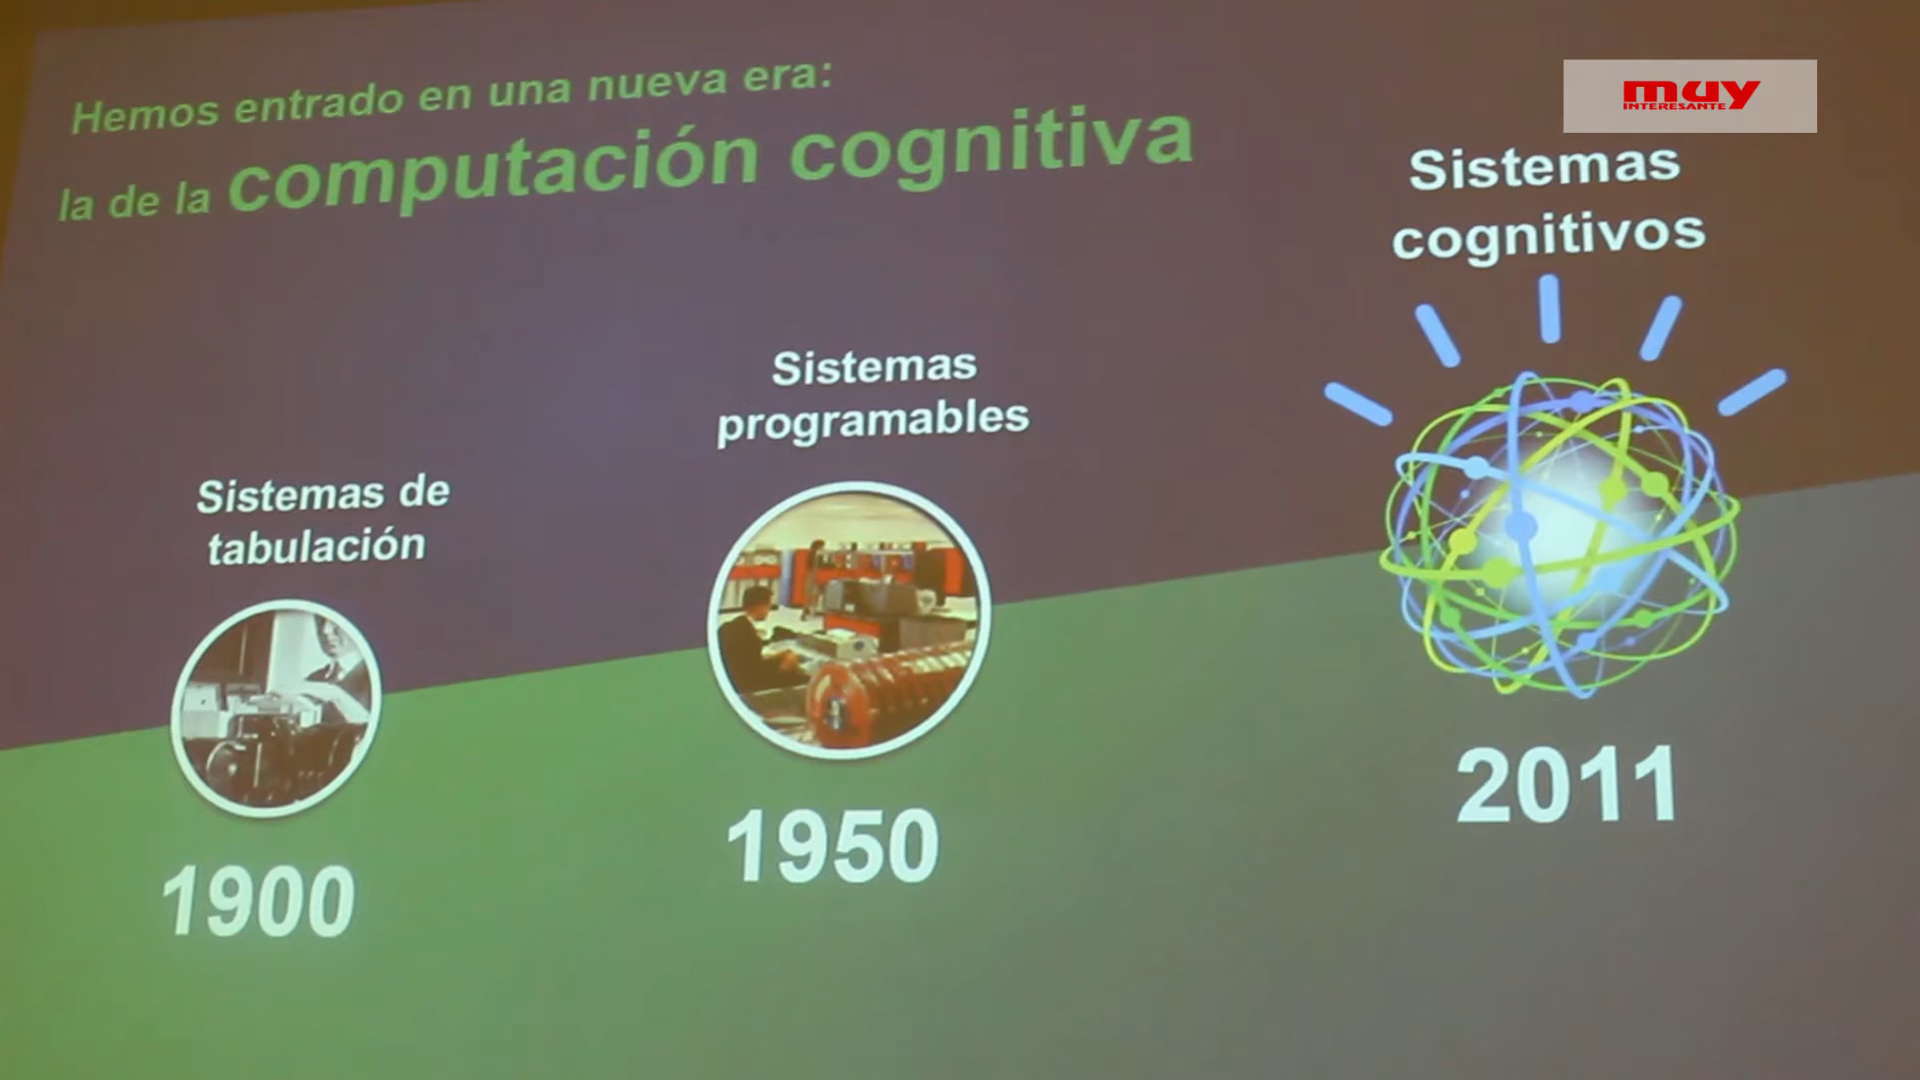 Hemos entrado en una nueva era:
la de la computación cognitiva
muy
INTERESANTE
Sistemas
cognitivos
Sistemas
programables
Sistemas de
tabulación
1900
1950
2011